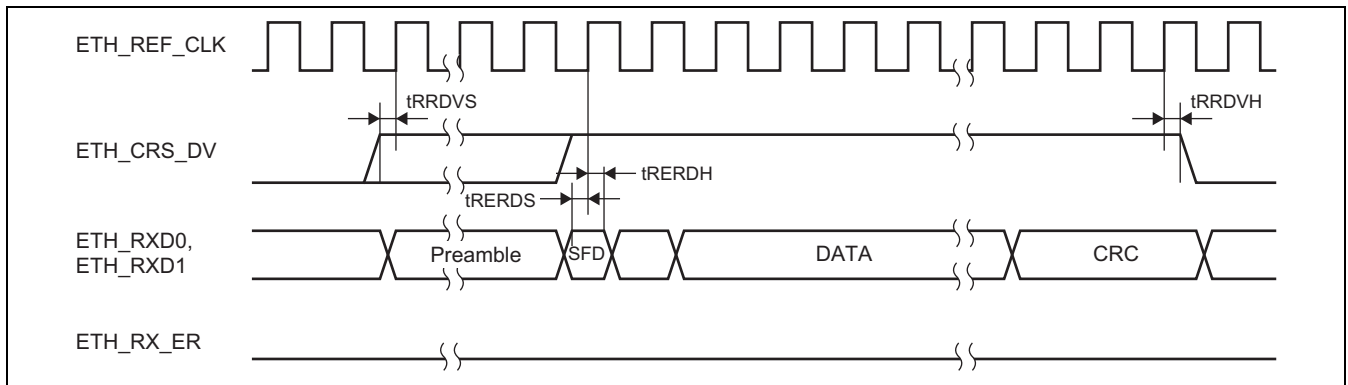 ETH_REF_CLK
tRRDVS
tRRDVH
ETH_CRS_DV
tRERDH
tRERDS
ETH_RXD0,
ETH_RXD1
Preamble
SFD
DATA
CRC
ETH_RX_ER